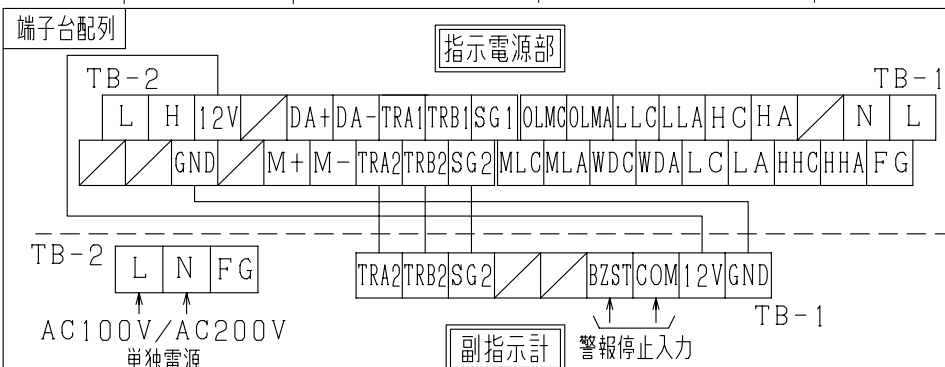 端子台配列
指示電源部
TB-2
TB-1
L H 12V DA+ DA- TRA1 TRB1 SG1 OLMC OLMA LLC LLA HC HA N L
GND M+ M- TRA2 TRB2 SG2 MLC MLA WDC WDA LC LA HHC HHA FG
TB-2
L N FG
TRA2 TRB2 SG2 BZST COM 12V GND
TB-1
AC100V/AC200V
単独電源
副指示計
警報停止入力